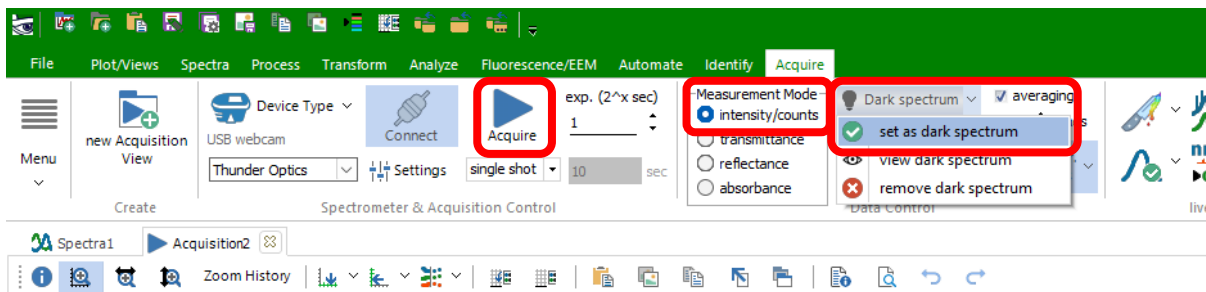 File Plot/Views Spectra Process Transform Analyze Fluorescence/EEM Automate Identify Acquire
Menu
new Acquisition
View
Create
Device Type
USB webcam
Thunder Optics
Connect
Settings
Acquire
single shot
exp. (2^x sec)
1
10 sec
Spectrometer & Acquisition Control
Measurement Mode
intensity/counts
transmittance
reflectance
absorbance
Dark spectrum
averaging
set as dark spectrum
view dark spectrum
remove dark spectrum
Data Control
Spectra1
Acquisition2
Zoom History